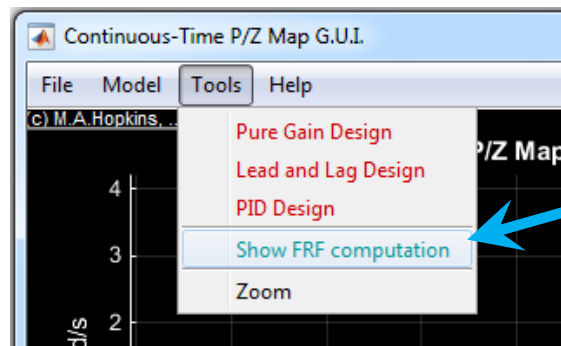 Continuous-Time P/Z Map G.U.I.
File Model Tools Help
(c) M.A.Hopkins, ..
Pure Gain Design
P/Z Map
Lead and Lag Design
4
PID Design
3
Show FRF computation
Zoom
2
d/s